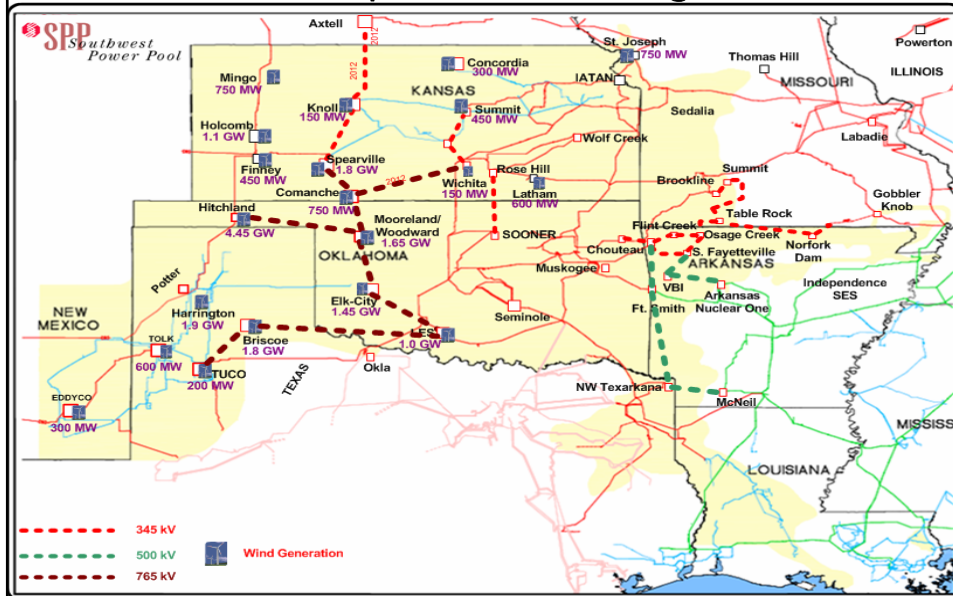 SPP
Southwest
Power Pool
Axtell
2012
2012
St. Joseph
750 MW
Powerton
Thomas Hill
ILLINOIS
Concordia
300 MW
Mingo
750 MW
IATAN
MISSOURI
KANSAS
Knoll
150 MW
Summit
450 MW
Sedalia
Holcomb
1.1 GW
Wolf Creek
Labadie
Finney
450 MW
Spearville
1.8 GW
2012
Wichita
150 MW
Rose Hill
Latham
600 MW
Summit
Brookline
Comanche
750 MW
Gobbler
Knob
Hitchland
4.45 GW
Mooreland/
Woodward
1.65 GW
Table Rock
Flint Creek
SOONER
Osage Creek
Chouteau
Norfork
Dam
S. Fayetteville
OKLAHOMA
ARKANSAS
Muskogee
VBI
Arkansas
Nuclear One
Independence
SES
Potter
Elk-City
1.45 GW
Harrington
1.9 GW
Seminole
Ft. Smith
NEW
MEXICO
Briscoe
1.8 GW
LES
1.0 GW
TOLK
600 MW
TUCO
200 MW
Okla
TEXAS
NW Texarkana
McNeil
EDDYCO
300 MW
MISSISS
LOUISIANA
345 kV
500 kV
765 kV
Wind Generation